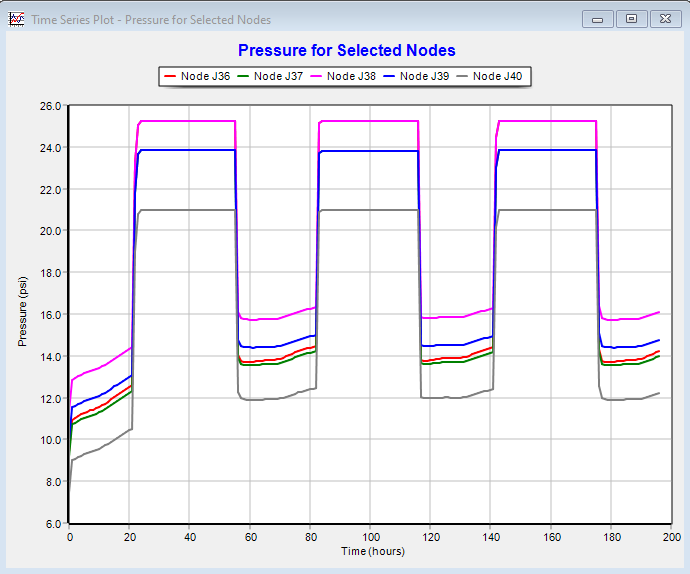 Time Series Plot - Pressure for Selected Nodes
Pressure for Selected Nodes
Node J36 Node J37 Node J38 Node J39 Node J40
26.0
24.0
22.0
20.0
18.0
16.0
14.0
12.0
10.0
8.0
6.0
Pressure (psi)
0 20 40 60 80 100 120 140 160 180 200
Time (hours)